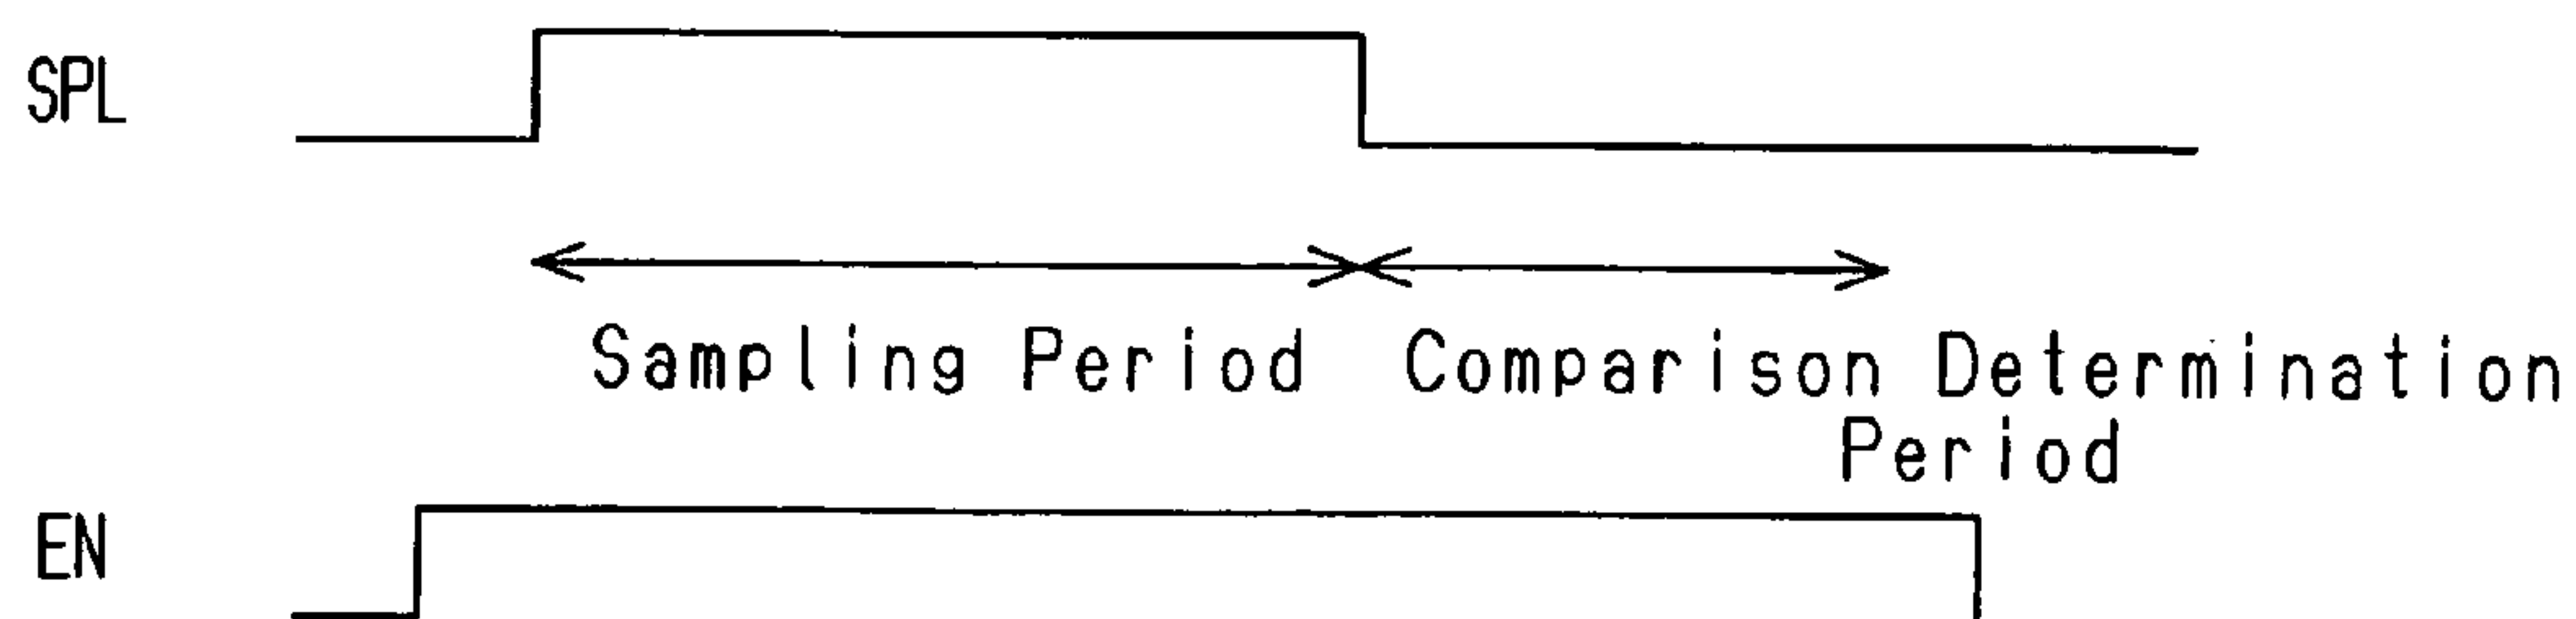 SPL
Sampling Period Comparison Determination
Period
EN